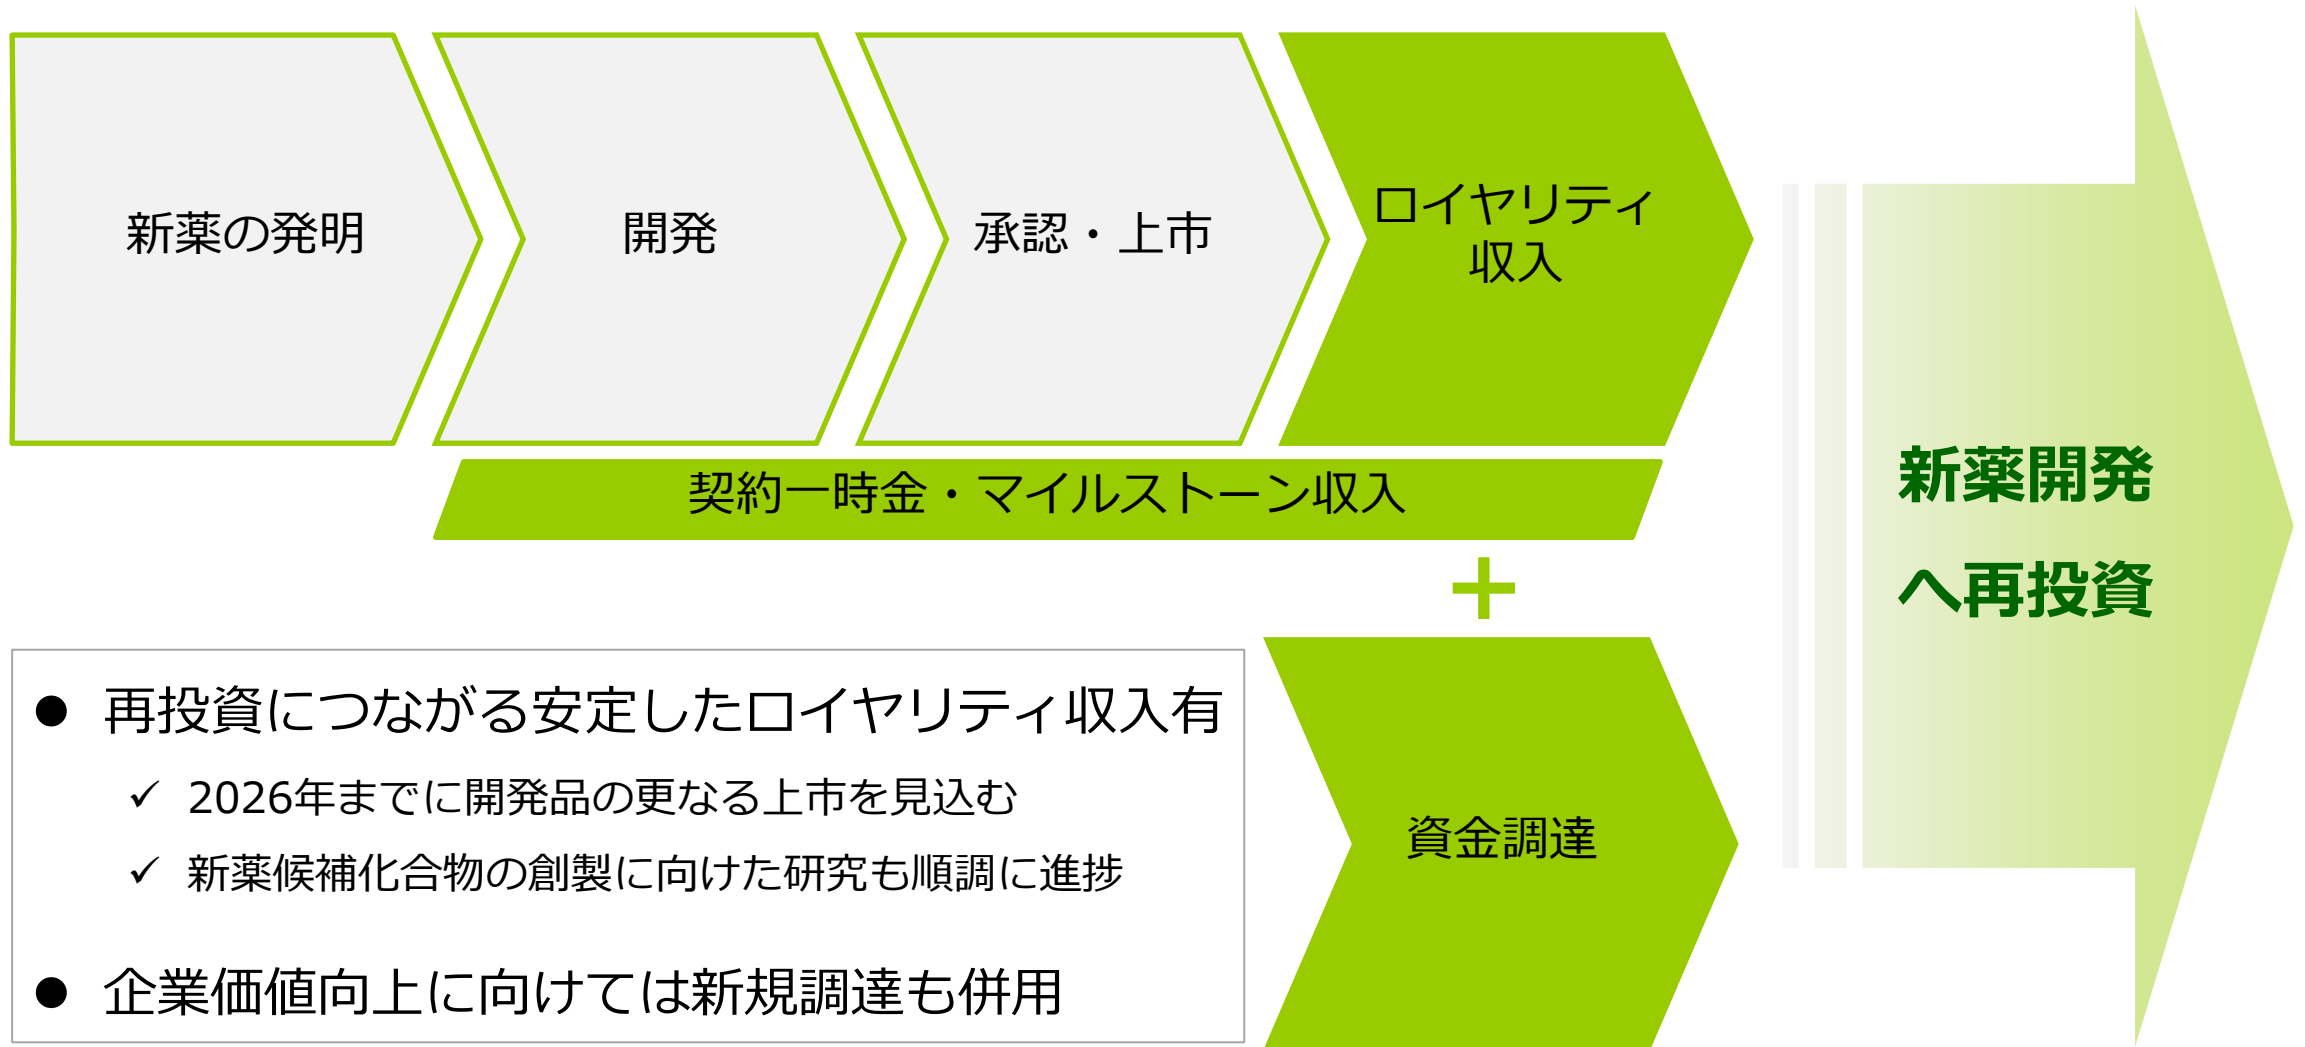 新薬の発明
開発
承認・上市
ロイヤリティ
収入
契約一時金・マイルストーン収入
+
資金調達
新薬開発
へ再投資
● 再投資につながる安定したロイヤリティ収入有
✓ 2026年までに開発品の更なる上市を見込む
✓ 新薬候補化合物の創製に向けた研究も順調に進捗
● 企業価値向上に向けては新規調達も併用